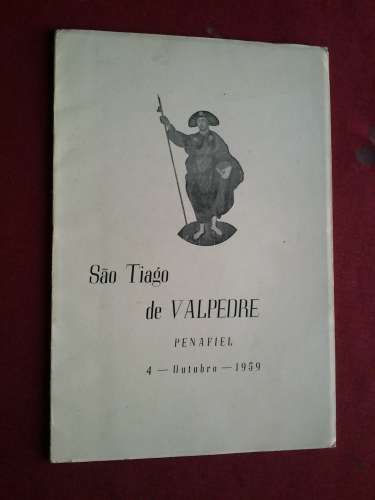 São Tiago
de VALPEDRE
PENAFIEL
4 — Outubro — 1959